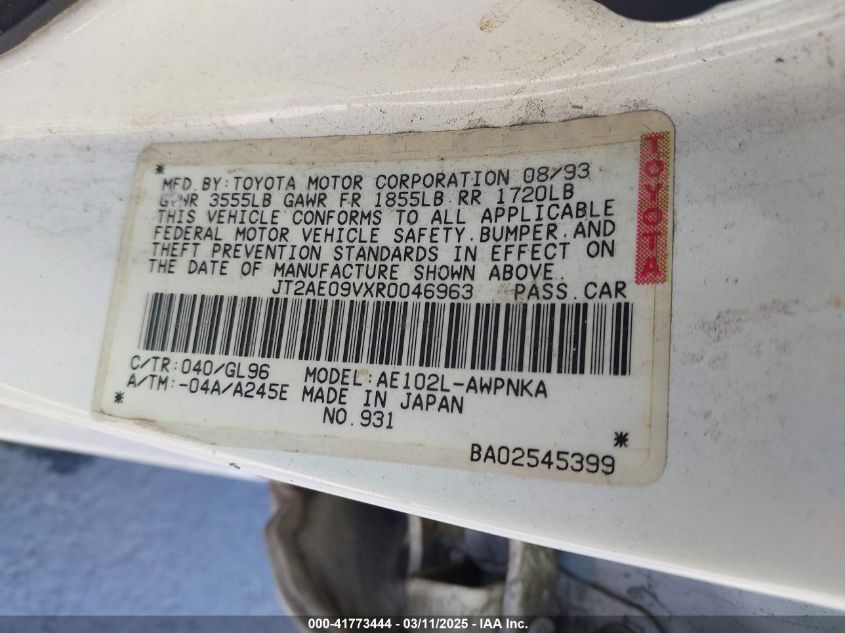 *
MFD. BY: TOYOTA MOTOR CORPORATION 08/93
GVWR 3555LB GAWR FR 1855LB RR 1720LB
THIS VEHICLE CONFORMS TO ALL APPLICABLE
FEDERAL MOTOR VEHICLE SAFETY, BUMPER, AND
THEFT PREVENTION STANDARDS IN EFFECT ON
THE DATE OF MANUFACTURE SHOWN ABOVE.
JT2AE09VXR0046963 PASS. CAR
TOYOTA
C/TR: 040/GL96 MODEL: AE102L-AWPNKA
A/TM: -04A/A245E MADE IN JAPAN
* NO. 931 *
BA02545399
000-41773444 - 03/11/2025 - IAA Inc.